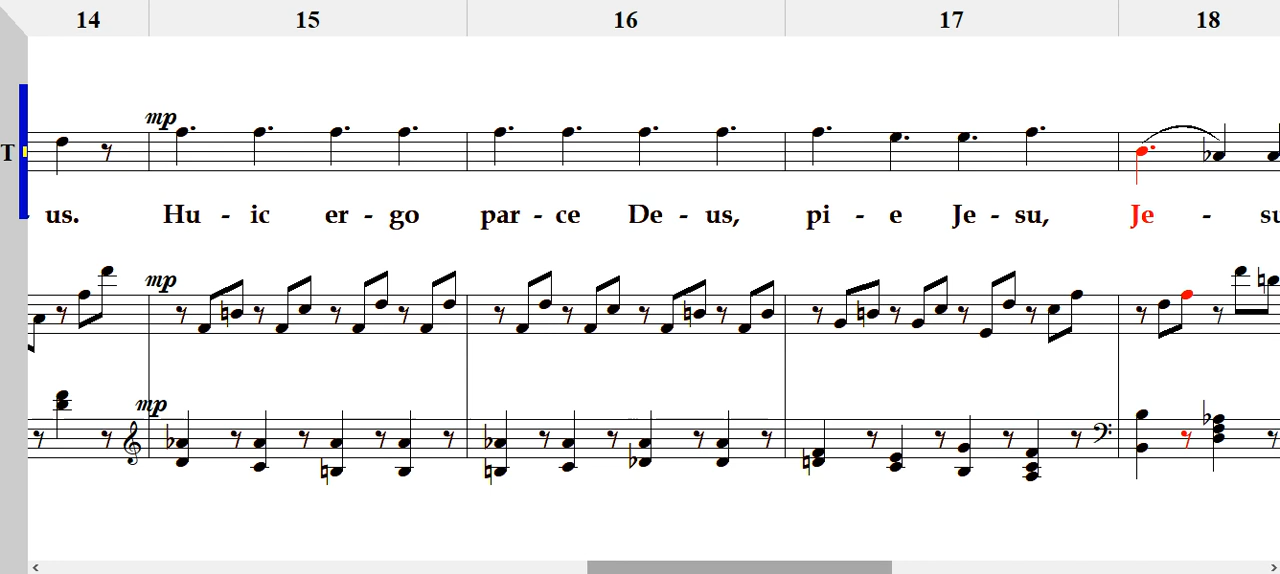 14 15 16 17 18
mp
T
us. Hu - ic er - go par - ce De - us, pi - e Je - su, Je - su
mp
mp